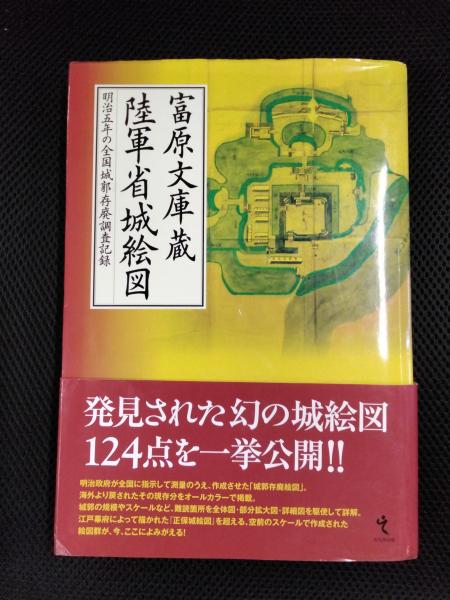 富原文庫蔵
陸軍省城絵図
明治五年の全国城郭存廃調査記録
発見された幻の城絵図
124点を一挙公開!!
明治政府が全国に指示して測量のうえ、作成させた「城郭存廃絵図」。
海外より戻されたその現存分をオールカラーで掲載。
城郭の規模やスケールなど、難読箇所を全体図・部分拡大図・詳細図を駆使して詳解。
江戸幕府によって描かれた『正保城絵図』を超える、空前のスケールで作成された
絵図群が、今、ここによみがえる!